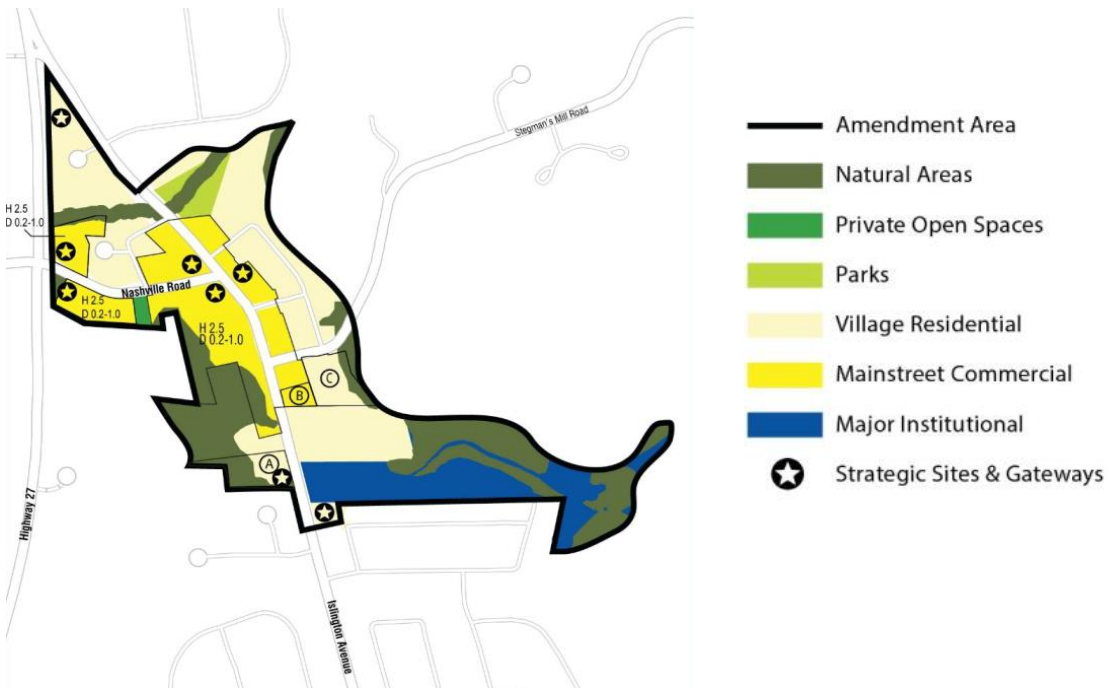 Stegman's Mill Road
H 2.5
D 0.2-1.0
Nashville Road
H 2.5
D 0.2-1.0
H 2.5
D 0.2-1.0
C
B
A
Highway 27
Islington Avenue
Amendment Area
Natural Areas
Private Open Spaces
Parks
Village Residential
Mainstreet Commercial
Major Institutional
Strategic Sites & Gateways